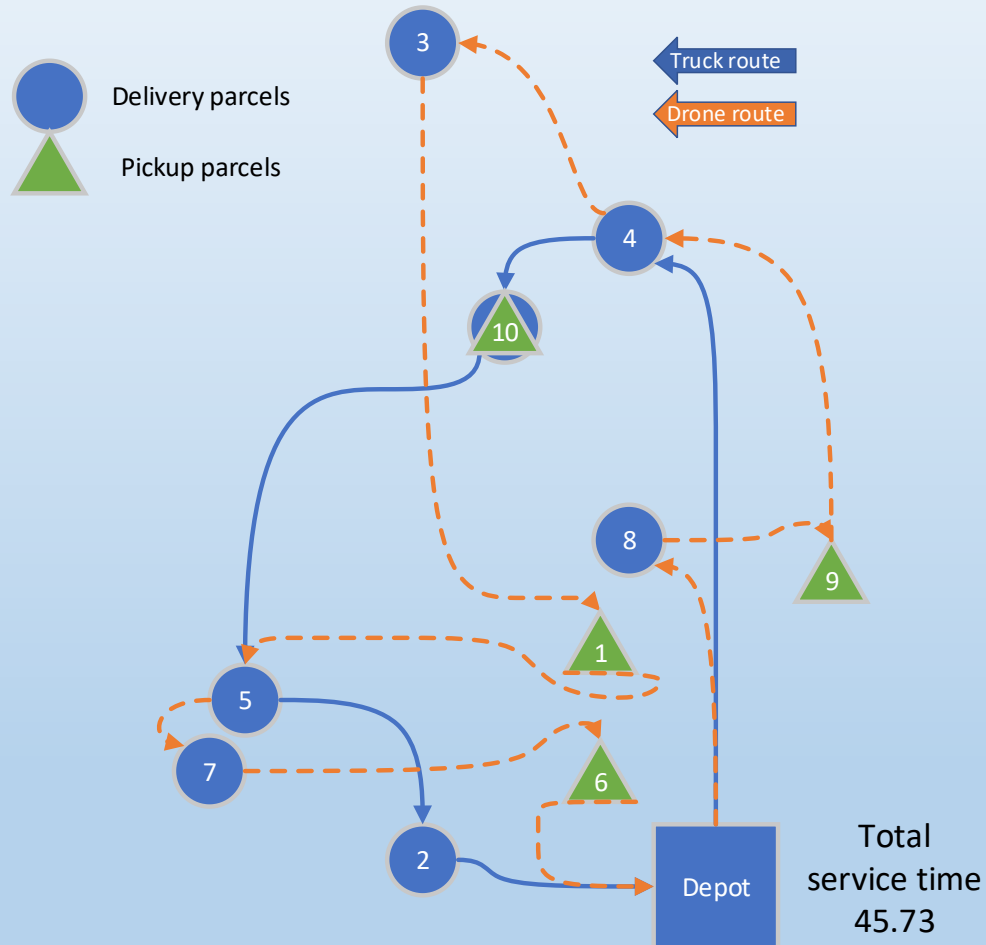 3
Truck route
Delivery parcels
Drone route
Pickup parcels
4
10
8
9
1
5
7
6
2
Depot
Total
service time
45.73